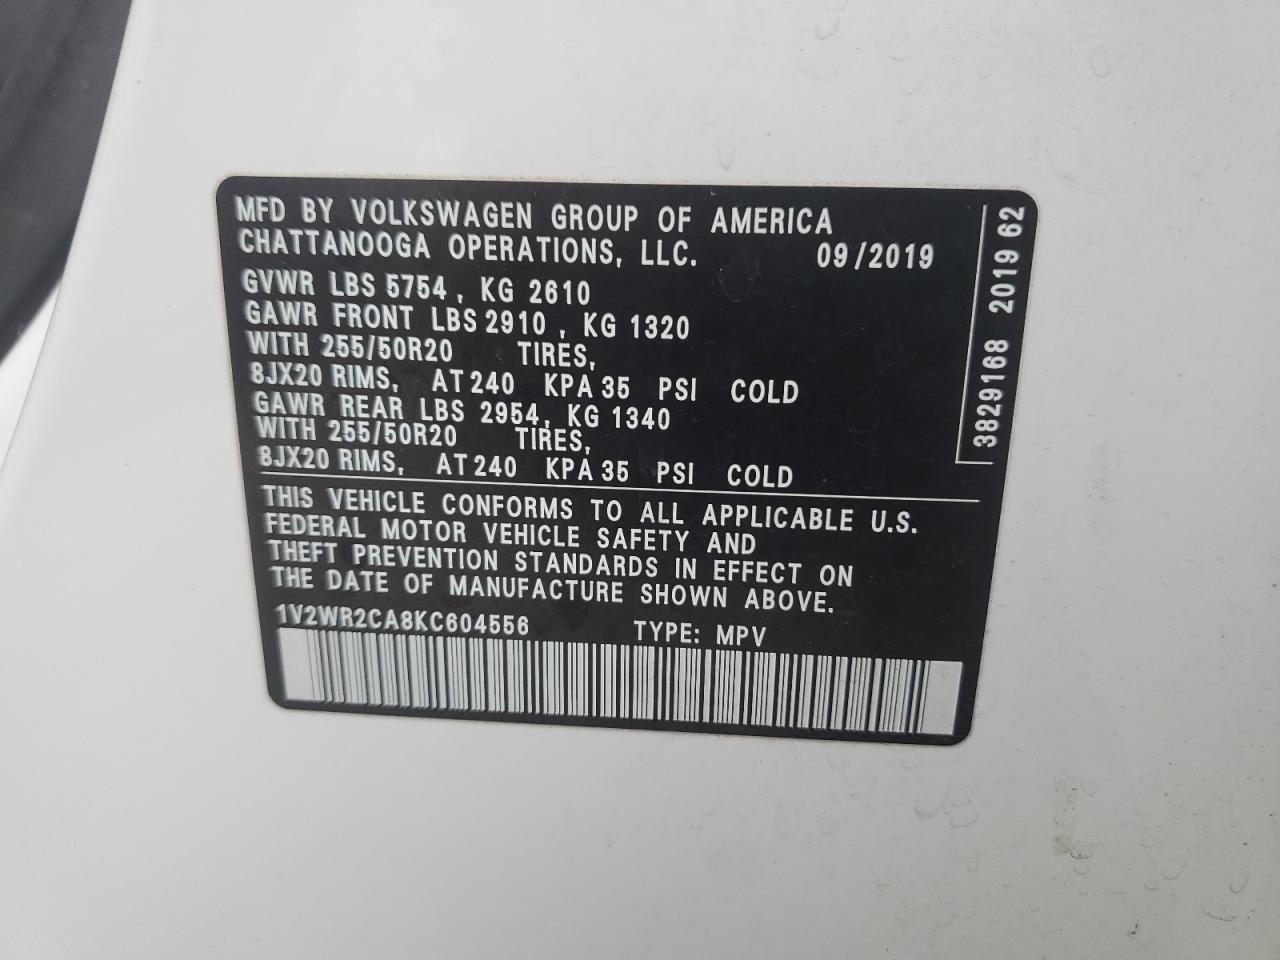 MFD BY VOLKSWAGEN GROUP OF AMERICA
CHATTANOOGA OPERATIONS, LLC. 09/2019
GVWR LBS 5754, KG 2610
GAWR FRONT LBS 2910, KG 1320
WITH 255/50R20 TIRES,
8JX20 RIMS, AT 240 KPA 35 PSI COLD
GAWR REAR LBS 2954, KG 1340
WITH 255/50R20 TIRES,
8JX20 RIMS, AT 240 KPA 35 PSI COLD
THIS VEHICLE CONFORMS TO ALL APPLICABLE U.S.
FEDERAL MOTOR VEHICLE SAFETY AND
THEFT PREVENTION STANDARDS IN EFFECT ON
THE DATE OF MANUFACTURE SHOWN ABOVE.
1V2WR2CA8KC604556 TYPE: MPV
3829168 2019 62